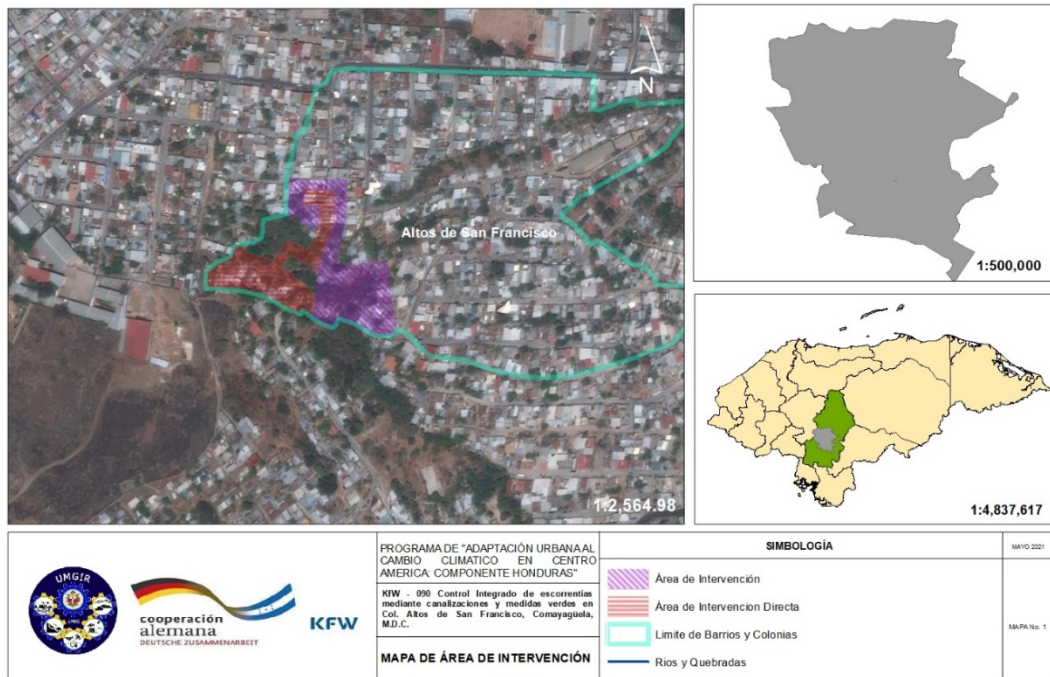 N
Altos de San Francisco
1:2,564.98
1:500,000
1:4,837,617
UMGIR
AMDC
cooperación
alemana
DEUTSCHE ZUSAMMENARBEIT
KFW
PROGRAMA DE "ADAPTACIÓN URBANA AL
CAMBIO CLIMATICO EN CENTRO
AMERICA: COMPONENTE HONDURAS"
KFW - 090 Control Integrado de escorrentías
mediante canalizaciones y medidas verdes en
Col. Altos de San Francisco, Comayagüela,
M.D.C.
MAPA DE ÁREA DE INTERVENCIÓN
SIMBOLOGÍA
Área de Intervención
Área de Intervencion Directa
Limite de Barrios y Colonias
Rios y Quebradas
MAYO 2021
MAPA No. 1